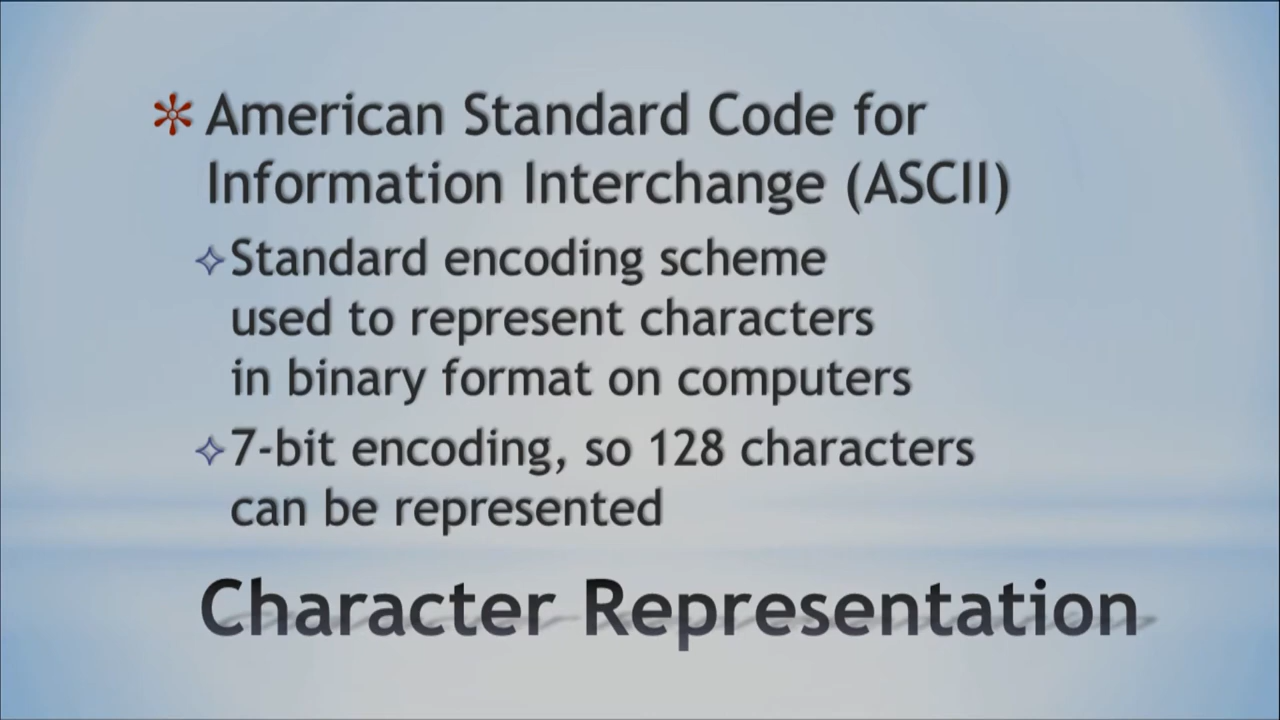 American Standard Code for
Information Interchange (ASCII)
Standard encoding scheme
used to represent characters
in binary format on computers
7-bit encoding, so 128 characters
can be represented
Character Representation